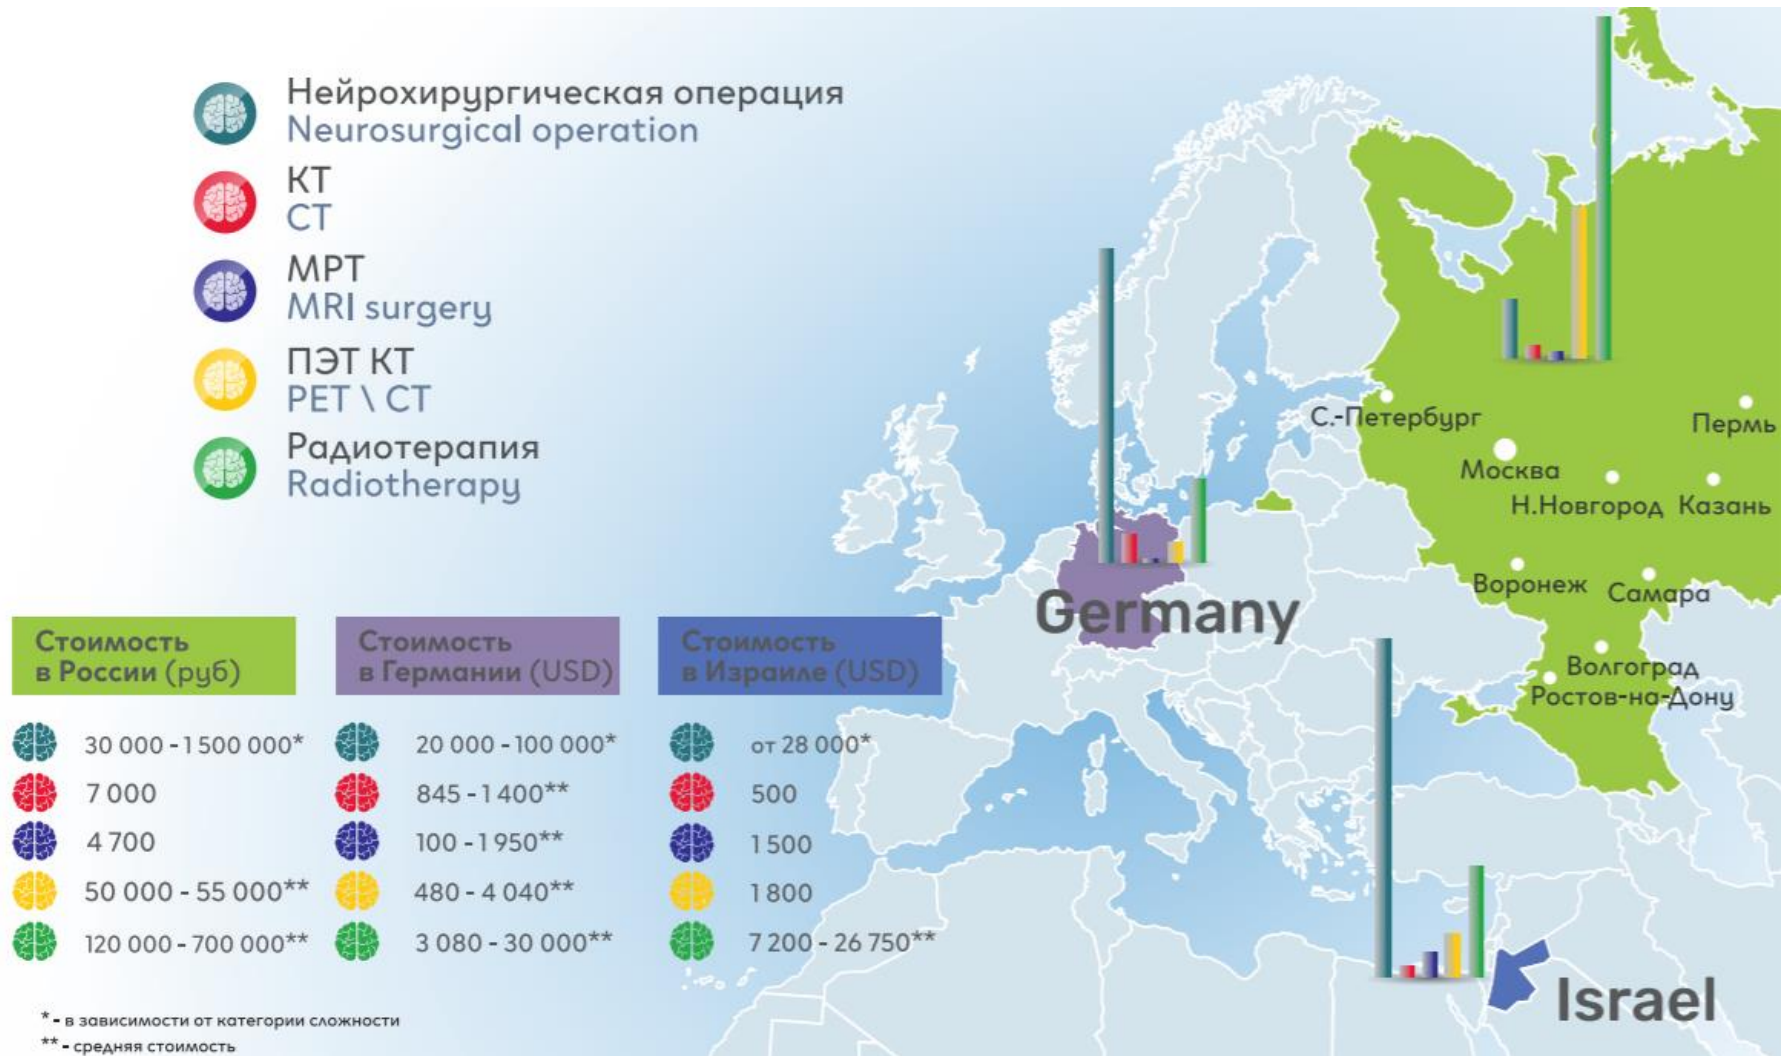 Нейрохирургическая операция
Neurosurgical operation
КТ
CT
МРТ
MRI surgery
ПЭТ КТ
PET \ CT
Радиотерапия
Radiotherapy
С.-Петербург
Пермь
Москва
Н.Новгород
Казань
Воронеж
Самара
Волгоград
Ростов-на-Дону
Germany
Israel
Стоимость
в России (руб)
30 000 - 1 500 000*
7 000
4 700
50 000 - 55 000**
120 000 - 700 000**
Стоимость
в Германии (USD)
20 000 - 100 000*
845 - 1 400**
100 - 1 950**
480 - 4 040**
3 080 - 30 000**
Стоимость
в Израиле (USD)
от 28 000*
500
1 500
1 800
7 200 - 26 750**
* - в зависимости от категории сложности
** - средняя стоимость